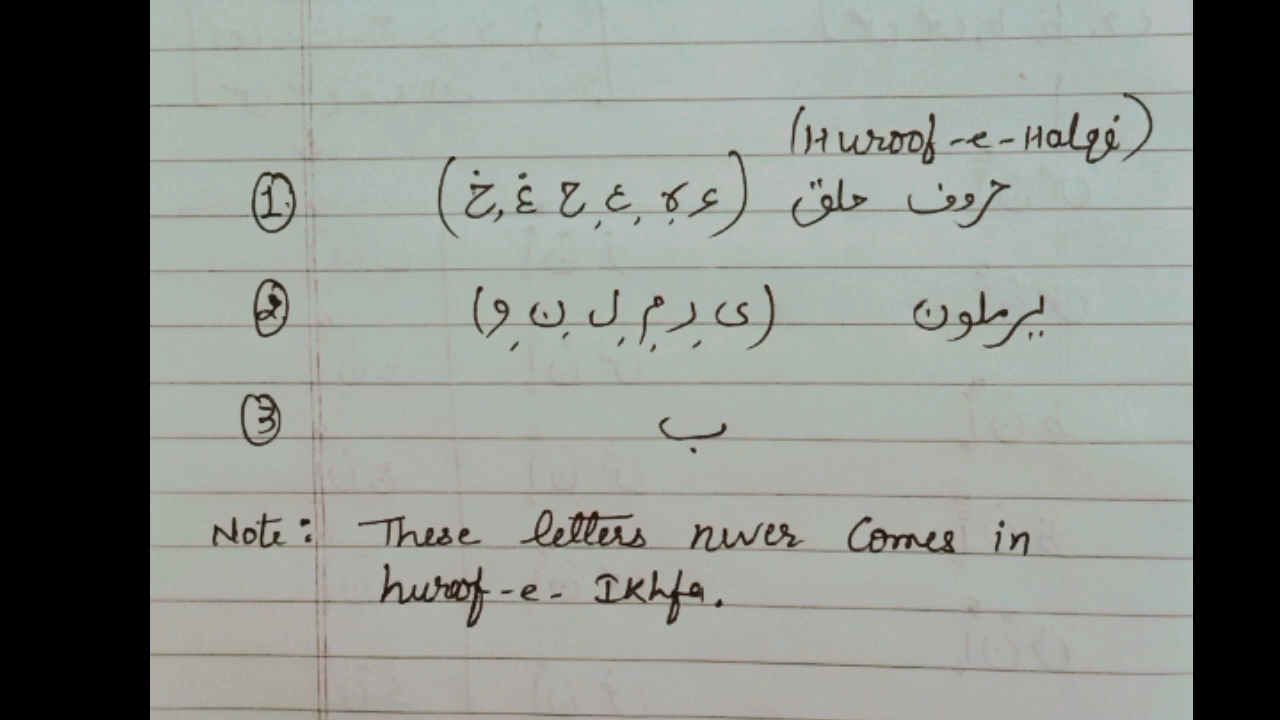 (Huroof-e-Halqi)
① حروف حلق (ء, ہ, ع, ح, غ, خ)
② یرملون (ی, ر, م, ل, ن, و)
③ ب
Note: These letters never Comes in
huroof-e- Ikhfa.